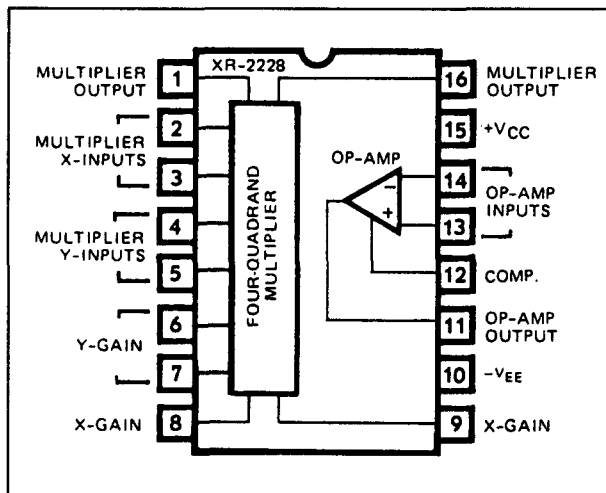 XR-2228
MULTIPLIER
OUTPUT
1
2
MULTIPLIER
X-INPUTS
3
4
MULTIPLIER
Y-INPUTS
5
6
Y-GAIN
7
X-GAIN
8
FOUR-QUADRAND
MULTIPLIER
OP-AMP
−
+
16
MULTIPLIER
OUTPUT
15
+VCC
14
OP-AMP
INPUTS
13
12
COMP.
11
OP-AMP
OUTPUT
10
−VEE
9
X-GAIN